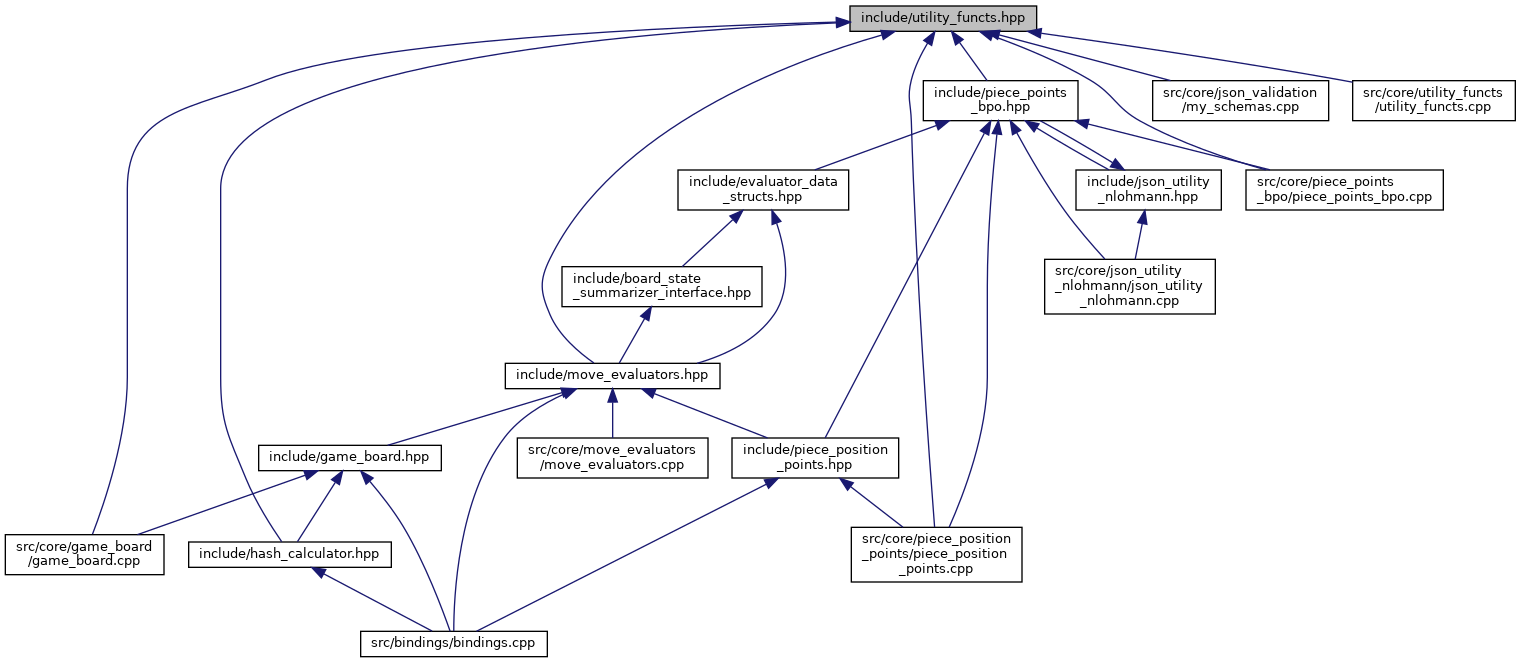 include/utility_functs.hpp
include/piece_points
_bpo.hpp
src/core/json_validation
/my_schemas.cpp
src/core/utility_functs
/utility_functs.cpp
include/evaluator_data
_structs.hpp
include/json_utility
_nlohmann.hpp
src/core/piece_points
_bpo/piece_points_bpo.cpp
include/board_state
_summarizer_interface.hpp
src/core/json_utility
_nlohmann/json_utility
_nlohmann.cpp
include/move_evaluators.hpp
include/game_board.hpp
src/core/move_evaluators
/move_evaluators.cpp
include/piece_position
_points.hpp
src/core/game_board
/game_board.cpp
include/hash_calculator.hpp
src/core/piece_position
_points/piece_position
_points.cpp
src/bindings/bindings.cpp